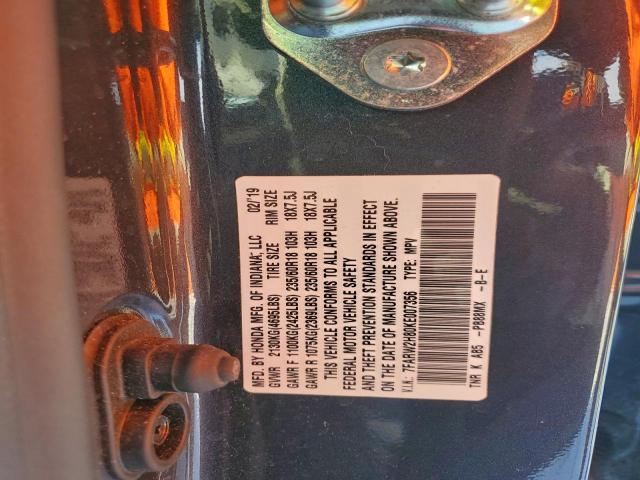 MFD. BY HONDA MFG. OF INDIANA; LLC 02/'19
GVWR 2130KG(4695LBS) TIRE SIZE RIM SIZE
GAWR F 1100KG(2425LBS) 235/60R18 103H 18X7.5J
GAWR R 1075KG(2369LBS) 235/60R18 103H 18X7.5J
THIS VEHICLE CONFORMS TO ALL APPLICABLE
FEDERAL MOTOR VEHICLE SAFETY
AND THEFT PREVENTION STANDARDS IN EFFECT
ON THE DATE OF MANUFACTURE SHOWN ABOVE.
V.I.N: 7FARW2H80KE007356 TYPE: MPV
TNR K AB5 -PB88MX -B-E